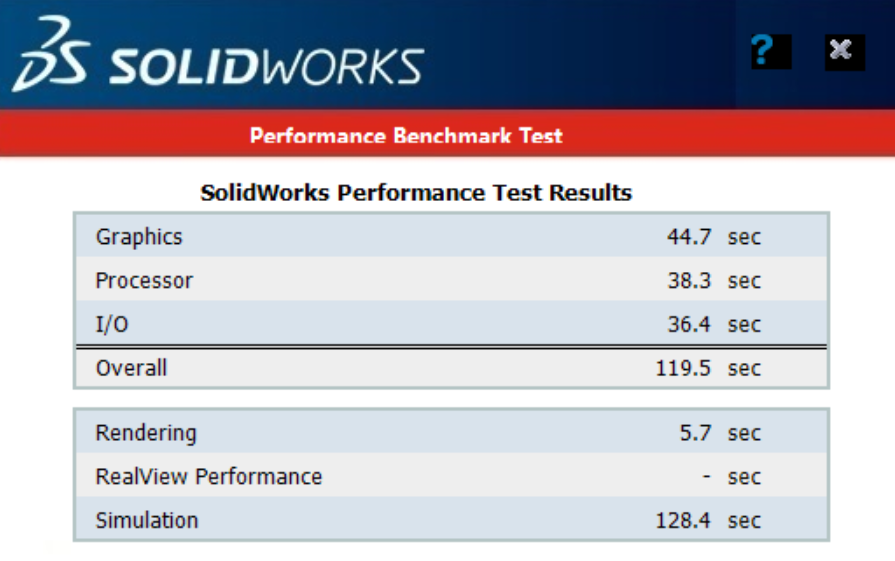 SOLIDWORKS
?
Performance Benchmark Test
SolidWorks Performance Test Results
Graphics 44.7 sec
Processor 38.3 sec
I/O 36.4 sec
Overall 119.5 sec
Rendering 5.7 sec
RealView Performance - sec
Simulation 128.4 sec